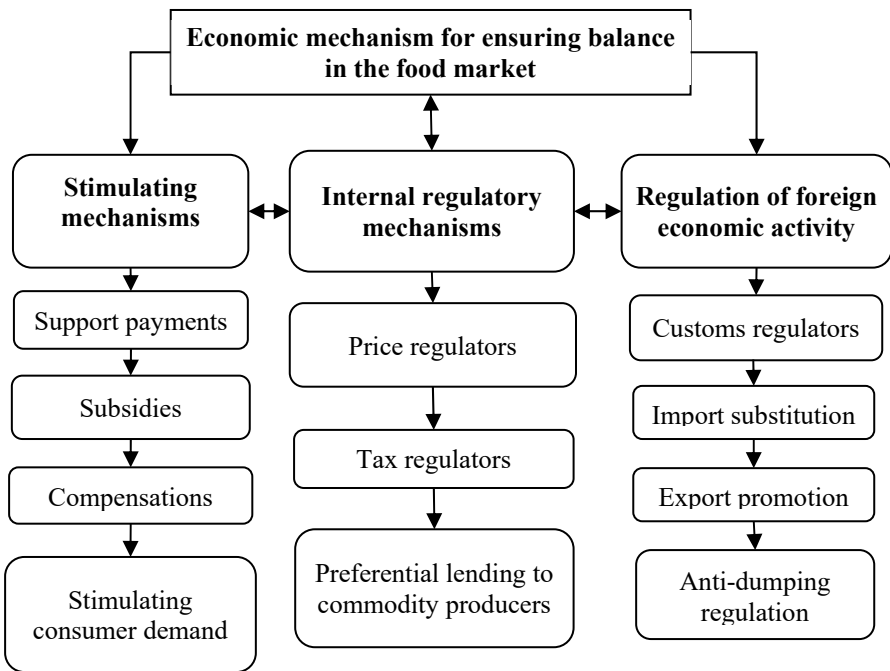 Economic mechanism for ensuring balance
in the food market
Stimulating
mechanisms
Internal regulatory
mechanisms
Regulation of foreign
economic activity
Support payments
Subsidies
Compensations
Stimulating
consumer demand
Price regulators
Tax regulators
Preferential lending to
commodity producers
Customs regulators
Import substitution
Export promotion
Anti-dumping
regulation